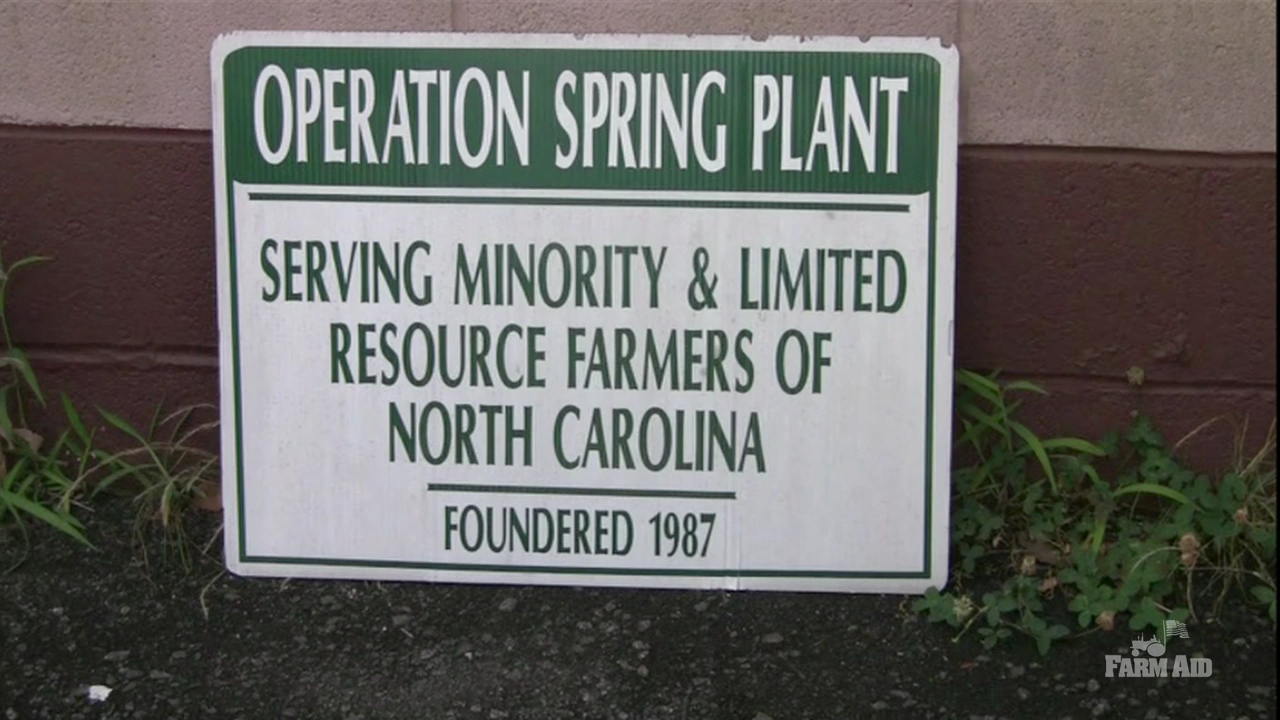 OPERATION SPRING PLANT
SERVING MINORITY & LIMITED
RESOURCE FARMERS OF
NORTH CAROLINA
FOUNDERED 1987
FARM AID